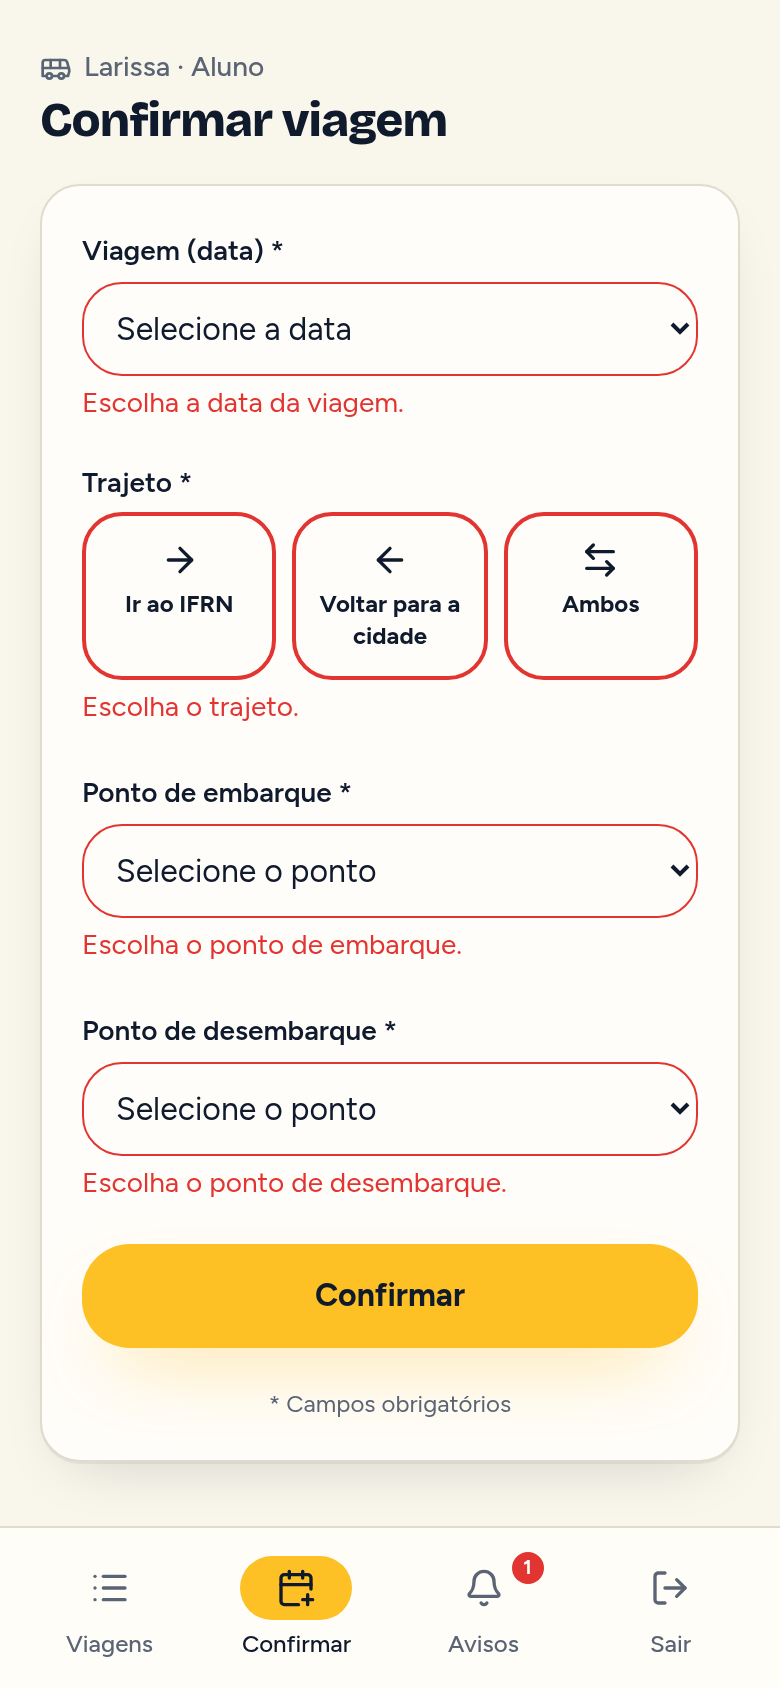 Larissa · Aluno
Confirmar viagem
Viagem (data) *
Selecione a data
Escolha a data da viagem.
Trajeto *
Ir ao IFRN
Voltar para a
cidade
Ambos
Escolha o trajeto.
Ponto de embarque *
Selecione o ponto
Escolha o ponto de embarque.
Ponto de desembarque *
Selecione o ponto
Escolha o ponto de desembarque.
Confirmar
* Campos obrigatórios
1
Viagens
Confirmar
Avisos
Sair